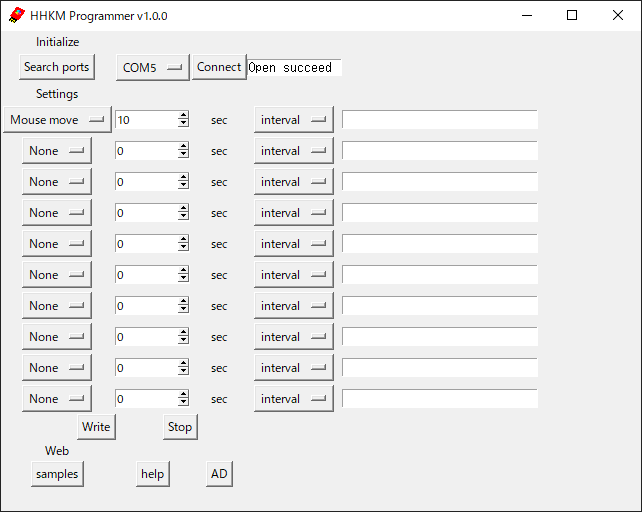 HHKM Programmer v1.0.0
Initialize
Search ports COM5 Connect Open succeed
Settings
Mouse move 10 sec interval
None 0 sec interval
None 0 sec interval
None 0 sec interval
None 0 sec interval
None 0 sec interval
None 0 sec interval
None 0 sec interval
None 0 sec interval
None 0 sec interval
Write Stop
Web
samples help AD